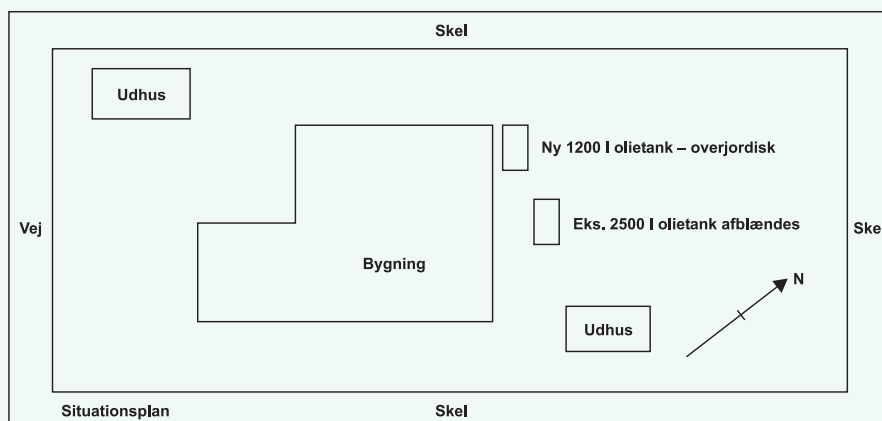 Skel
Udhus
Ny 1200 l olietank – overjordisk
Vej
Eks. 2500 l olietank afblændes
Ske
Bygning
N
Udhus
Situationsplan
Skel